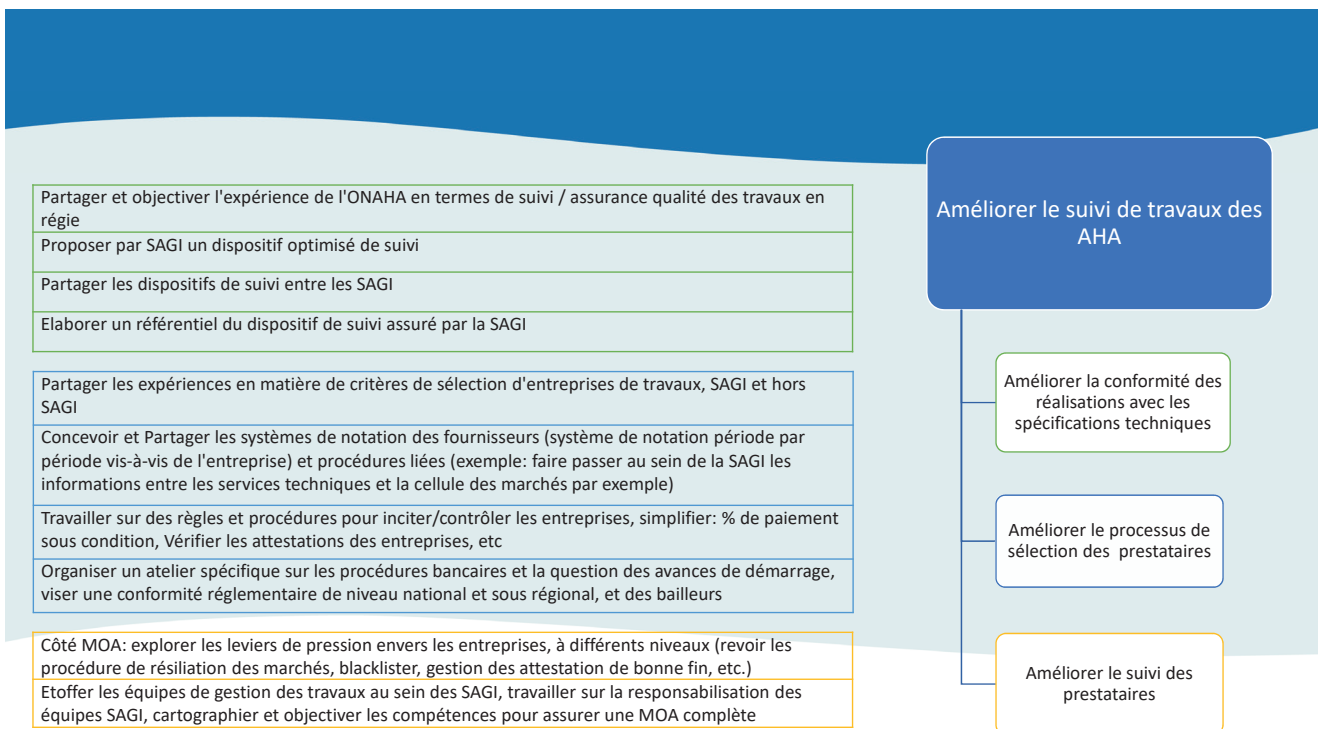 Partager et objectiver l'expérience de l'ONAHA en termes de suivi / assurance qualité des travaux en
régie
Proposer par SAGI un dispositif optimisé de suivi
Partager les dispositifs de suivi entre les SAGI
Elaborer un référentiel du dispositif de suivi assuré par la SAGI
Partager les expériences en matière de critères de sélection d'entreprises de travaux, SAGI et hors
SAGI
Concevoir et Partager les systèmes de notation des fournisseurs (système de notation période par
période vis-à-vis de l'entreprise) et procédures liées (exemple: faire passer au sein de la SAGI les
informations entre les services techniques et la cellule des marchés par exemple)
Travailler sur des règles et procédures pour inciter/contrôler les entreprises, simplifier: % de paiement
sous condition, Vérifier les attestations des entreprises, etc
Organiser un atelier spécifique sur les procédures bancaires et la question des avances de démarrage,
viser une conformité réglementaire de niveau national et sous régional, et des bailleurs
Côté MOA: explorer les leviers de pression envers les entreprises, à différents niveaux (revoir les
procédure de résiliation des marchés, blacklister, gestion des attestation de bonne fin, etc.)
Etoffer les équipes de gestion des travaux au sein des SAGI, travailler sur la responsabilisation des
équipes SAGI, cartographier et objectiver les compétences pour assurer une MOA complète
Améliorer le suivi de travaux des
AHA
Améliorer la conformité des
réalisations avec les
spécifications techniques
Améliorer le processus de
sélection des prestataires
Améliorer le suivi des
prestataires